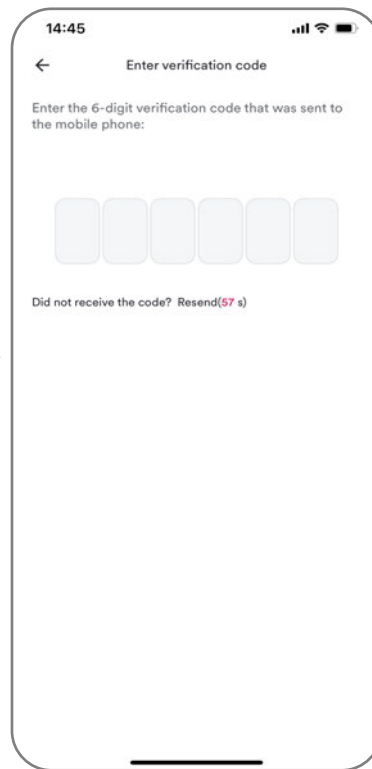 14:45
Enter verification code
Enter the 6-digit verification code that was sent to
the mobile phone:
Did not receive the code? Resend(57 s)